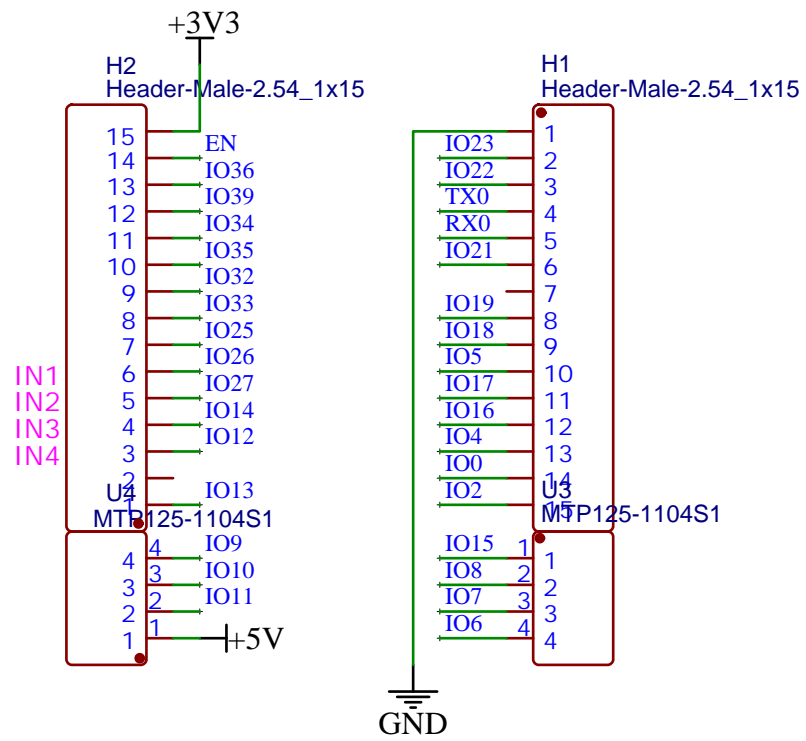 +3V3
H2
Header-Male-2.54_1x15
15
14 EN
13 IO36
12 IO39
11 IO34
10 IO35
9 IO32
8 IO33
7 IO25
IN1 6 IO26
IN2 5 IO27
IN3 4 IO14
IN4 3 IO12
2
1 IO13
U4
MTP125-1104S1
4 4 IO9
3 3 IO10
2 2 IO11
1 1 +5V
H1
Header-Male-2.54_1x15
1
IO23 2
IO22 3
TX0 4
RX0 5
IO21 6
7
IO19 8
IO18 9
IO5 10
IO17 11
IO16 12
IO4 13
IO0 14
IO2 15
U3
MTP125-1104S1
IO15 1 1
IO8 2 2
IO7 3 3
IO6 4 4
GND